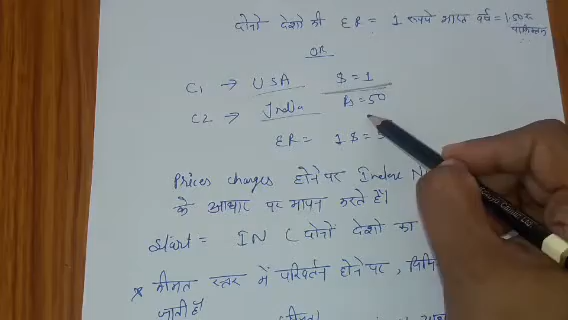 दोनो देशो की ER = 1 रूपये भारत वर्ष = 1.50 रू
पाकिस्तान
OR
C1 → USA $ = 1
C2 → India Rs = 50
ER = 1 $ =
Prices changes होने पर Index N
के आधार पर मापन करते है।
Start = IN ( दोनो देशो का
* कीमत स्तर में परिवर्तन होने पर,
जाती है